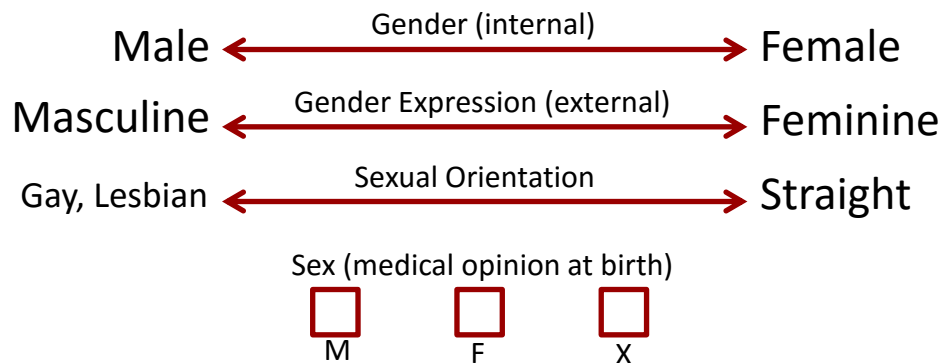 Male Gender (internal) Female
Masculine Gender Expression (external) Feminine
Gay, Lesbian Sexual Orientation Straight
Sex (medical opinion at birth)
M F X